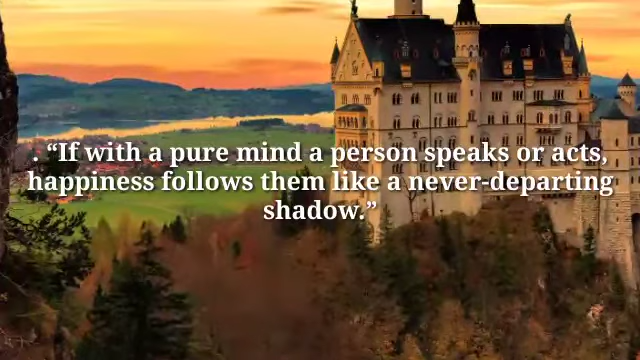 . “If with a pure mind a person speaks or acts,
happiness follows them like a never-departing
shadow.”